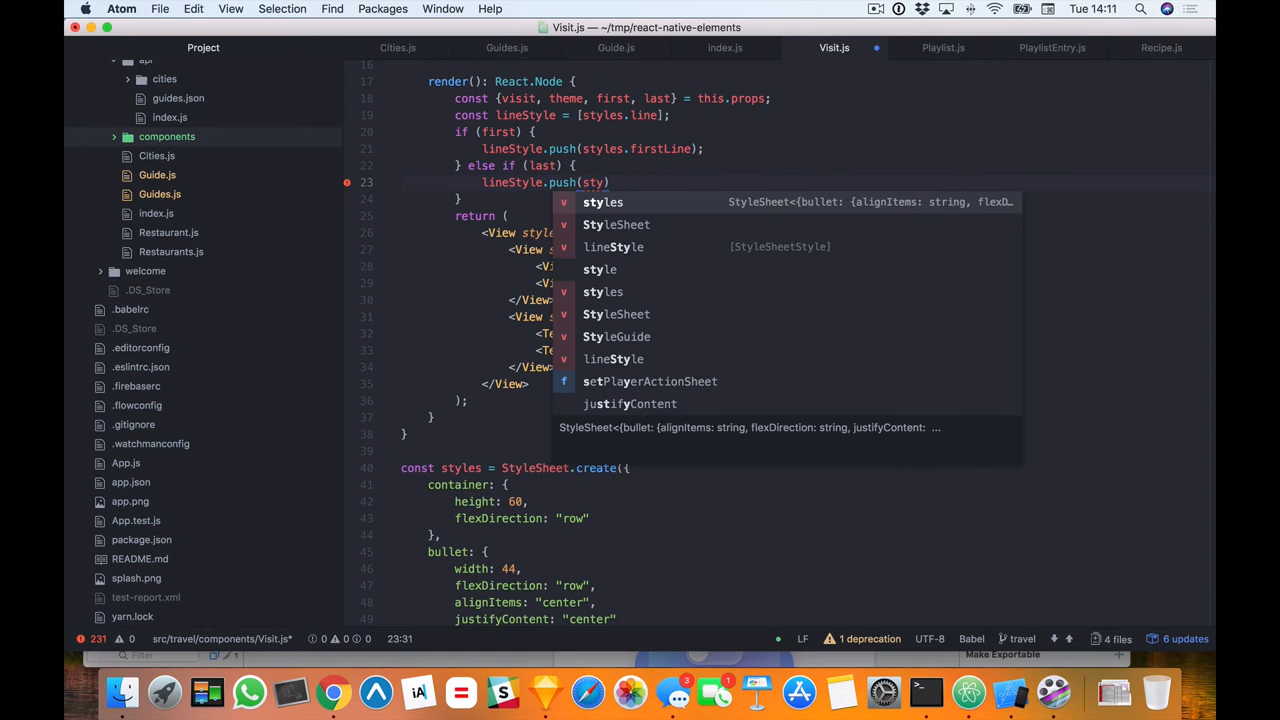 Atom File Edit View Selection Find Packages Window Help Tue 14:11
Visit.js — ~/tmp/react-native-elements
Project Cities.js Guides.js Guide.js index.js Visit.js Playlist.js PlaylistEntry.js Recipe.js
api
cities
guides.json
index.js
components
Cities.js
Guide.js
Guides.js
index.js
Restaurant.js
Restaurants.js
welcome
.DS_Store
.babelrc
.DS_Store
.editorconfig
.eslintrc.json
.firebaserc
.flowconfig
.gitignore
.watchmanconfig
App.js
app.json
app.png
App.test.js
package.json
README.md
splash.png
test-report.xml
yarn.lock
16
17 render(): React.Node {
18 const {visit, theme, first, last} = this.props;
19 const lineStyle = [styles.line];
20 if (first) {
21 lineStyle.push(styles.firstLine);
22 } else if (last) {
23 lineStyle.push(sty)
24 }
25 return (
26 <View style
27 <View s
28 <Vi
29 <Vi
30 </View>
31 <View s
32 <Te
33 <Te
34 </View>
35 </View>
36 );
37 }
38 }
39
40 const styles = StyleSheet.create({
41 container: {
42 height: 60,
43 flexDirection: "row"
44 },
45 bullet: {
46 width: 44,
47 flexDirection: "row",
48 alignItems: "center",
49 justifyContent: "center"
v styles StyleSheet<{bullet: {alignItems: string, flexD…
v StyleSheet
v lineStyle [StyleSheetStyle]
style
v styles
v StyleSheet
v StyleGuide
v lineStyle
f setPlayerActionSheet
justifyContent
StyleSheet<{bullet: {alignItems: string, flexDirection: string, justifyContent: …
231 0 src/travel/components/Visit.js* 0 0 0 23:31 LF 1 deprecation UTF-8 Babel travel 4 files 6 updates
Filter 1 Make Exportable +
iA S 3 1